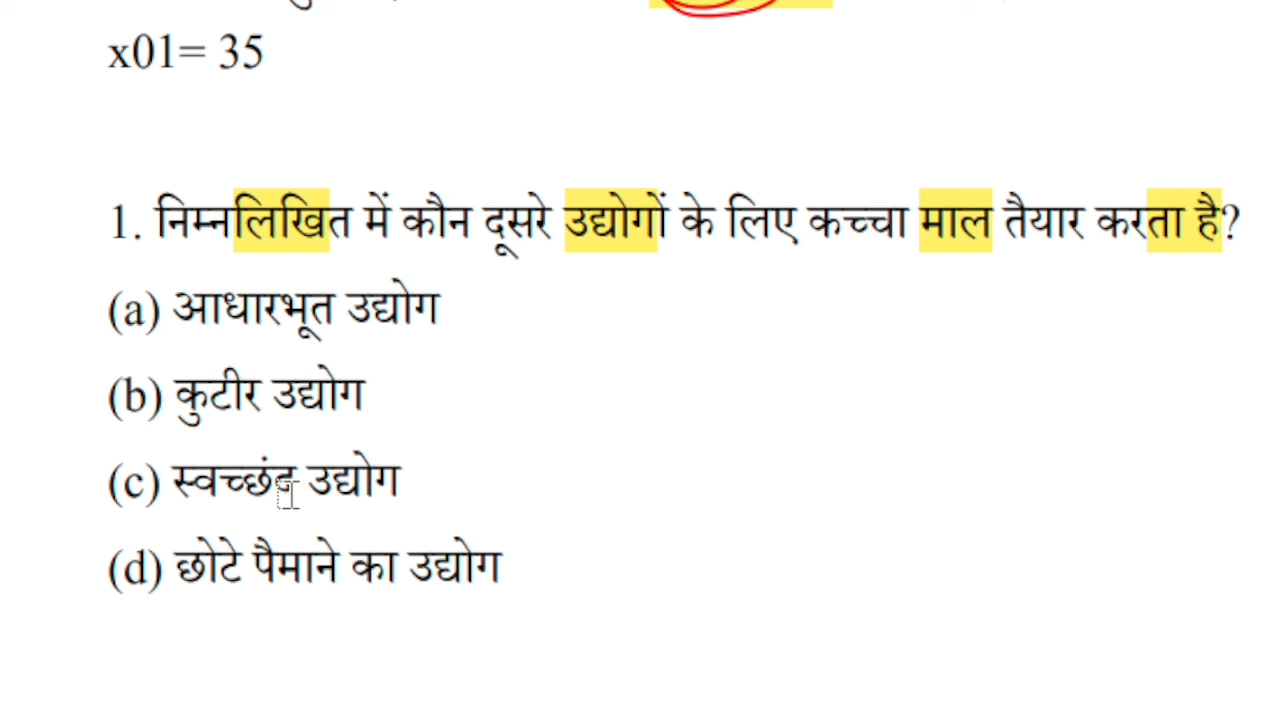 x01= 35
1. निम्नलिखित में कौन दूसरे उद्योगों के लिए कच्चा माल तैयार करता है?
(a) आधारभूत उद्योग
(b) कुटीर उद्योग
(c) स्वच्छंद उद्योग
(d) छोटे पैमाने का उद्योग